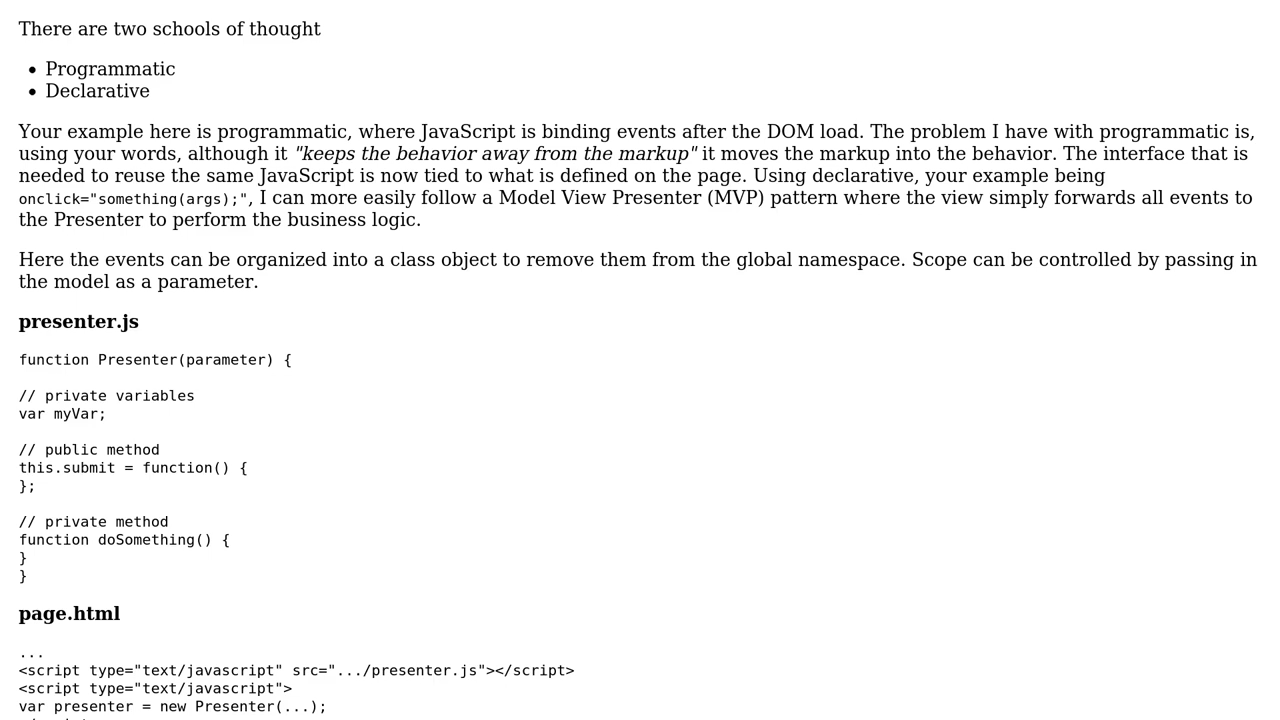 There are two schools of thought
• Programmatic
• Declarative
Your example here is programmatic, where JavaScript is binding events after the DOM load. The problem I have with programmatic is,
using your words, although it "keeps the behavior away from the markup" it moves the markup into the behavior. The interface that is
needed to reuse the same JavaScript is now tied to what is defined on the page. Using declarative, your example being
onclick="something(args);", I can more easily follow a Model View Presenter (MVP) pattern where the view simply forwards all events to
the Presenter to perform the business logic.
Here the events can be organized into a class object to remove them from the global namespace. Scope can be controlled by passing in
the model as a parameter.
presenter.js
function Presenter(parameter) {
// private variables
var myVar;
// public method
this.submit = function() {
};
// private method
function doSomething() {
}
}
page.html
...
<script type="text/javascript" src=".../presenter.js"></script>
<script type="text/javascript">
var presenter = new Presenter(...);